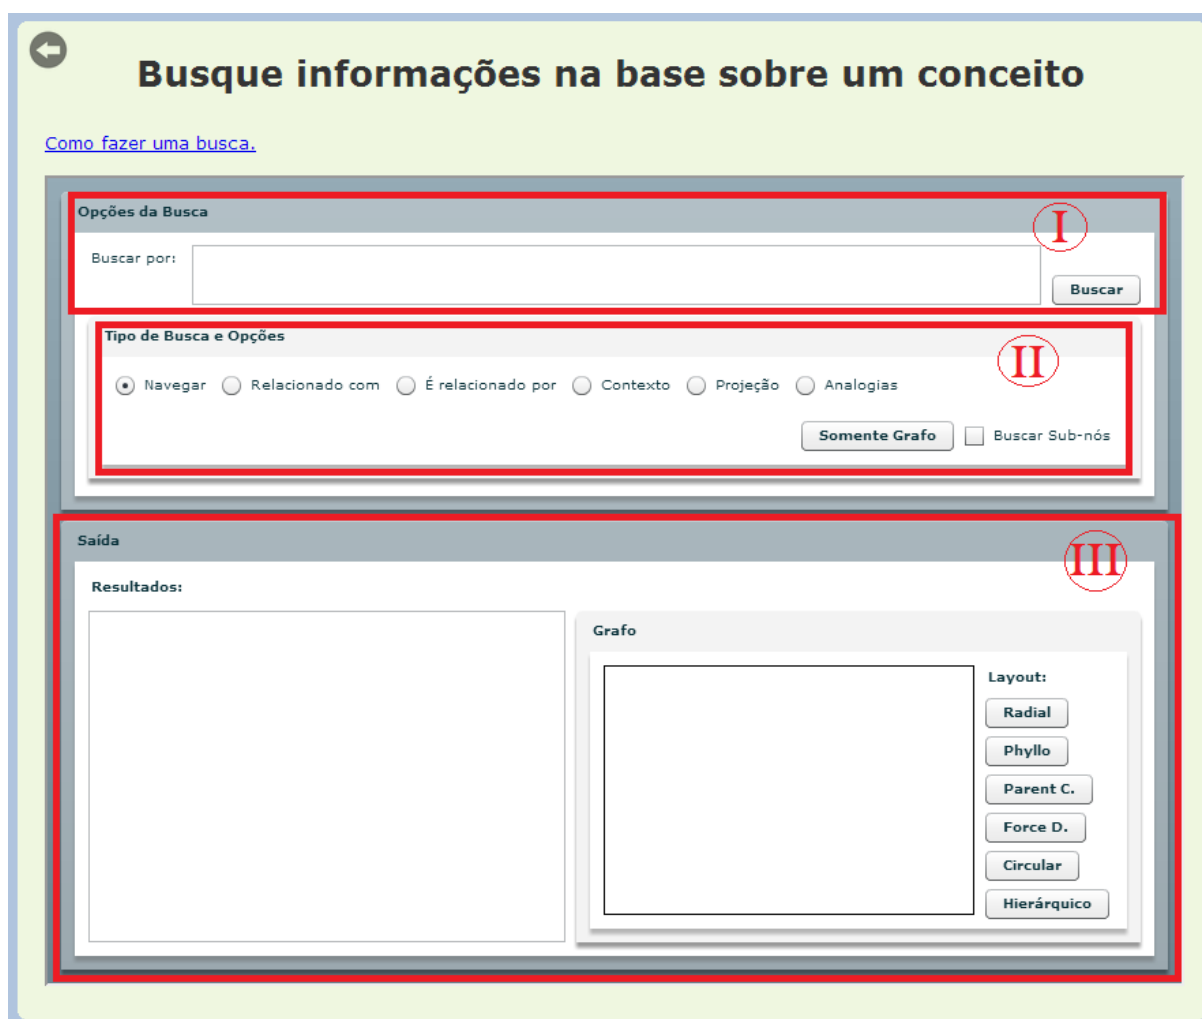 Busque informações na base sobre um conceito
Como fazer uma busca.
Opções da Busca
I
Buscar por:
Buscar
Tipo de Busca e Opções
II
Navegar Relacionado com É relacionado por Contexto Projeção Analogias
Somente Grafo Buscar Sub-nós
Saída
III
Resultados:
Grafo
Layout:
Radial
Phyllo
Parent C.
Force D.
Circular
Hierárquico